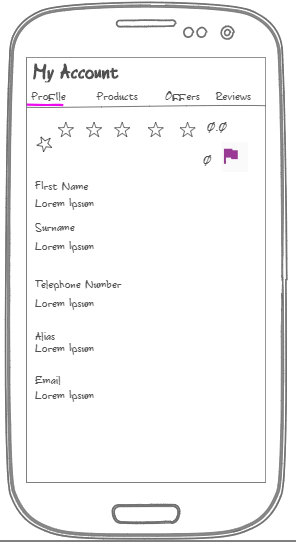 My Account
Profile Products Offers Reviews
0.0
0
First Name
Lorem Ipsum
Surname
Lorem Ipsum
Telephone Number
Lorem Ipsum
Alias
Lorem Ipsum
Email
Lorem Ipsum